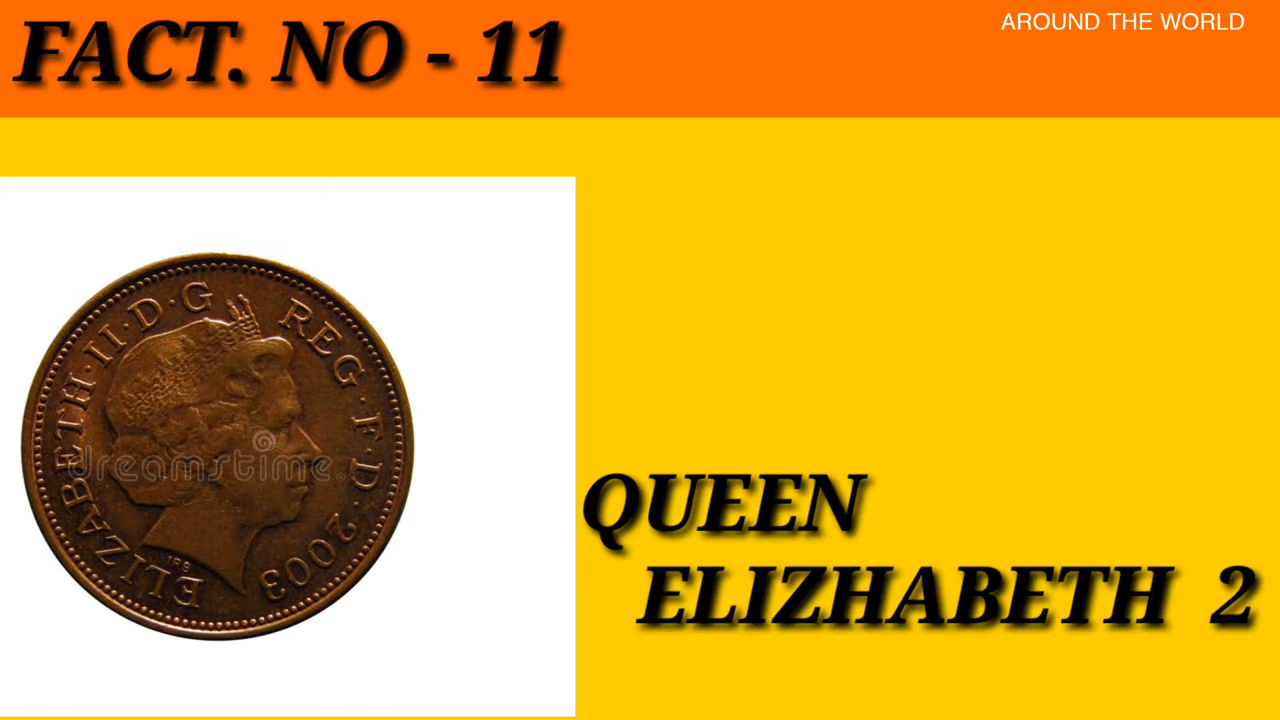 FACT. NO - 11
AROUND THE WORLD
ELIZABETH·II·D·G REG·F·D·2003
IRB
dreamstime.
QUEEN
ELIZHABETH 2